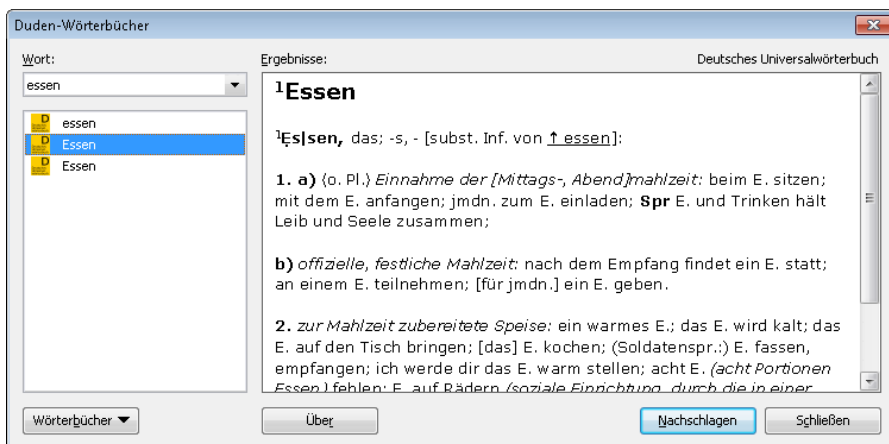 Duden-Wörterbücher
Wort:
Ergebnisse:
Deutsches Universalwörterbuch
essen
essen
Essen
Essen
¹Essen
¹Ẹs|sen, das; -s, - [subst. Inf. von ↑ essen]:
1. a) ⟨o. Pl.⟩ Einnahme der [Mittags-, Abend]mahlzeit: beim E. sitzen;
mit dem E. anfangen; jmdn. zum E. einladen; Spr E. und Trinken hält
Leib und Seele zusammen;
b) offizielle, festliche Mahlzeit: nach dem Empfang findet ein E. statt;
an einem E. teilnehmen; [für jmdn.] ein E. geben.
2. zur Mahlzeit zubereitete Speise: ein warmes E.; das E. wird kalt; das
E. auf den Tisch bringen; [das] E. kochen; (Soldatenspr.:) E. fassen,
empfangen; ich werde dir das E. warm stellen; acht E. (acht Portionen
Essen) fehlen; E. auf Rädern (soziale Einrichtung, durch die in einer
Wörterbücher
Über
Nachschlagen
Schließen